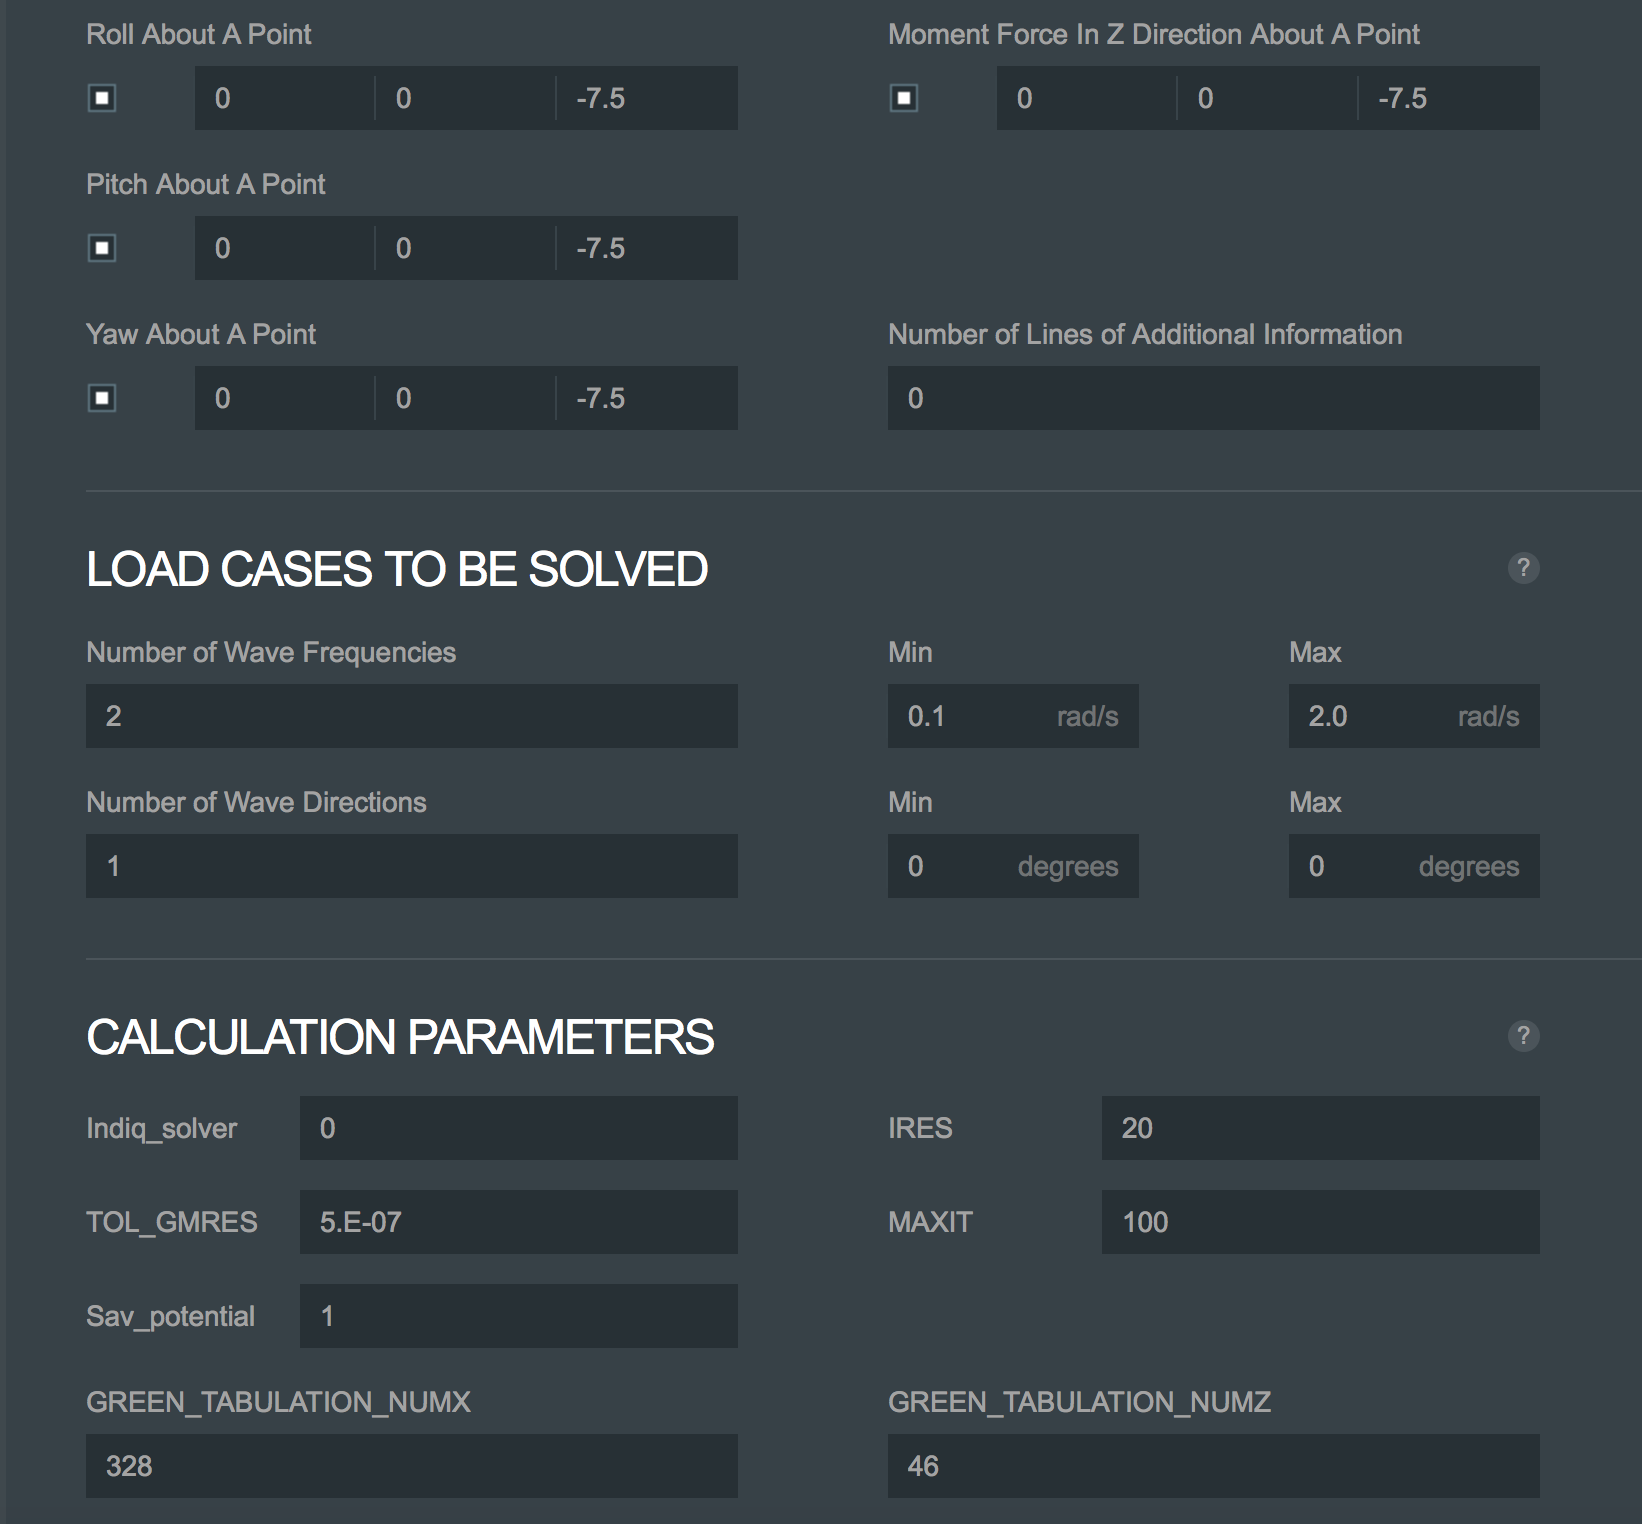 Roll About A Point Moment Force In Z Direction About A Point
0 0 -7.5 0 0 -7.5
Pitch About A Point
0 0 -7.5
Yaw About A Point Number of Lines of Additional Information
0 0 -7.5 0
LOAD CASES TO BE SOLVED ?
Number of Wave Frequencies Min Max
2 0.1 rad/s 2.0 rad/s
Number of Wave Directions Min Max
1 0 degrees 0 degrees
CALCULATION PARAMETERS ?
Indiq_solver 0 IRES 20
TOL_GMRES 5.E-07 MAXIT 100
Sav_potential 1
GREEN_TABULATION_NUMX GREEN_TABULATION_NUMZ
328 46